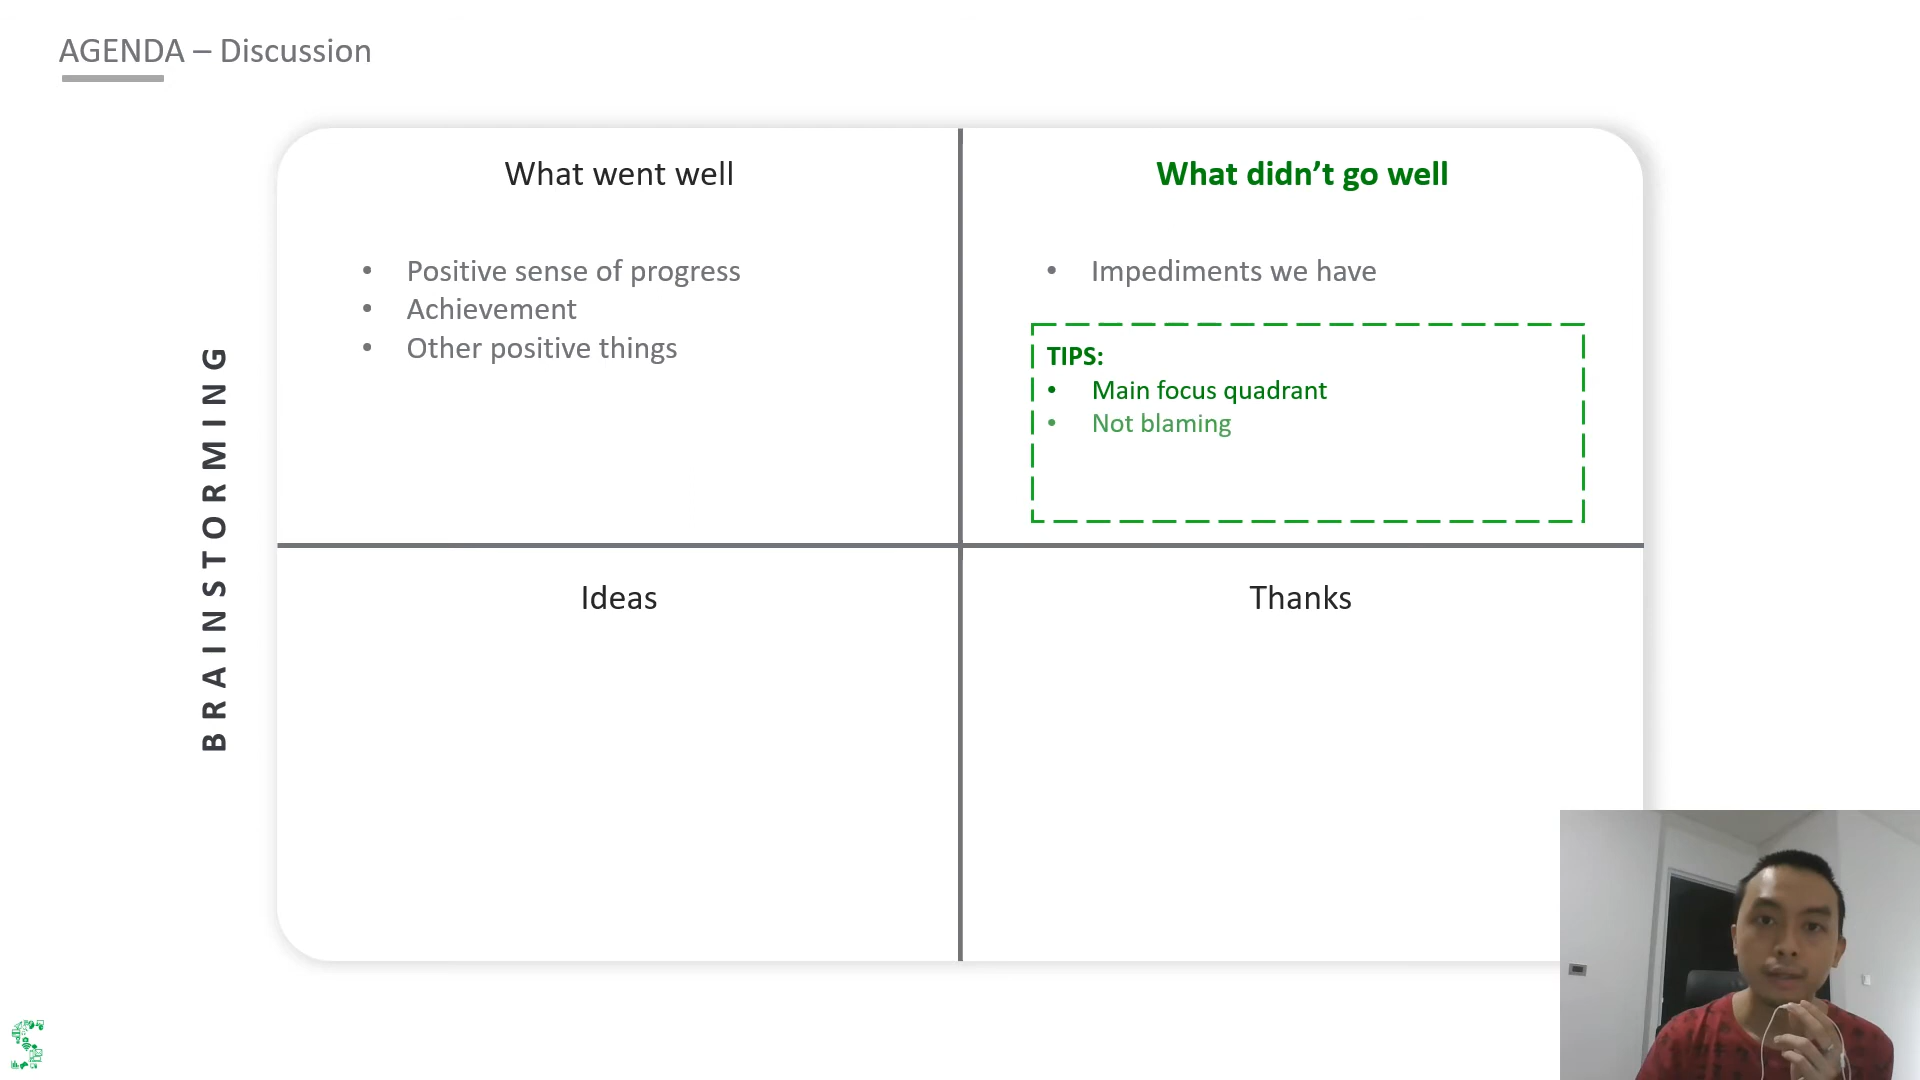 AGENDA – Discussion
BRAINSTORMING
What went well
• Positive sense of progress
• Achievement
• Other positive things
What didn’t go well
• Impediments we have
TIPS:
• Main focus quadrant
• Not blaming
Ideas
Thanks